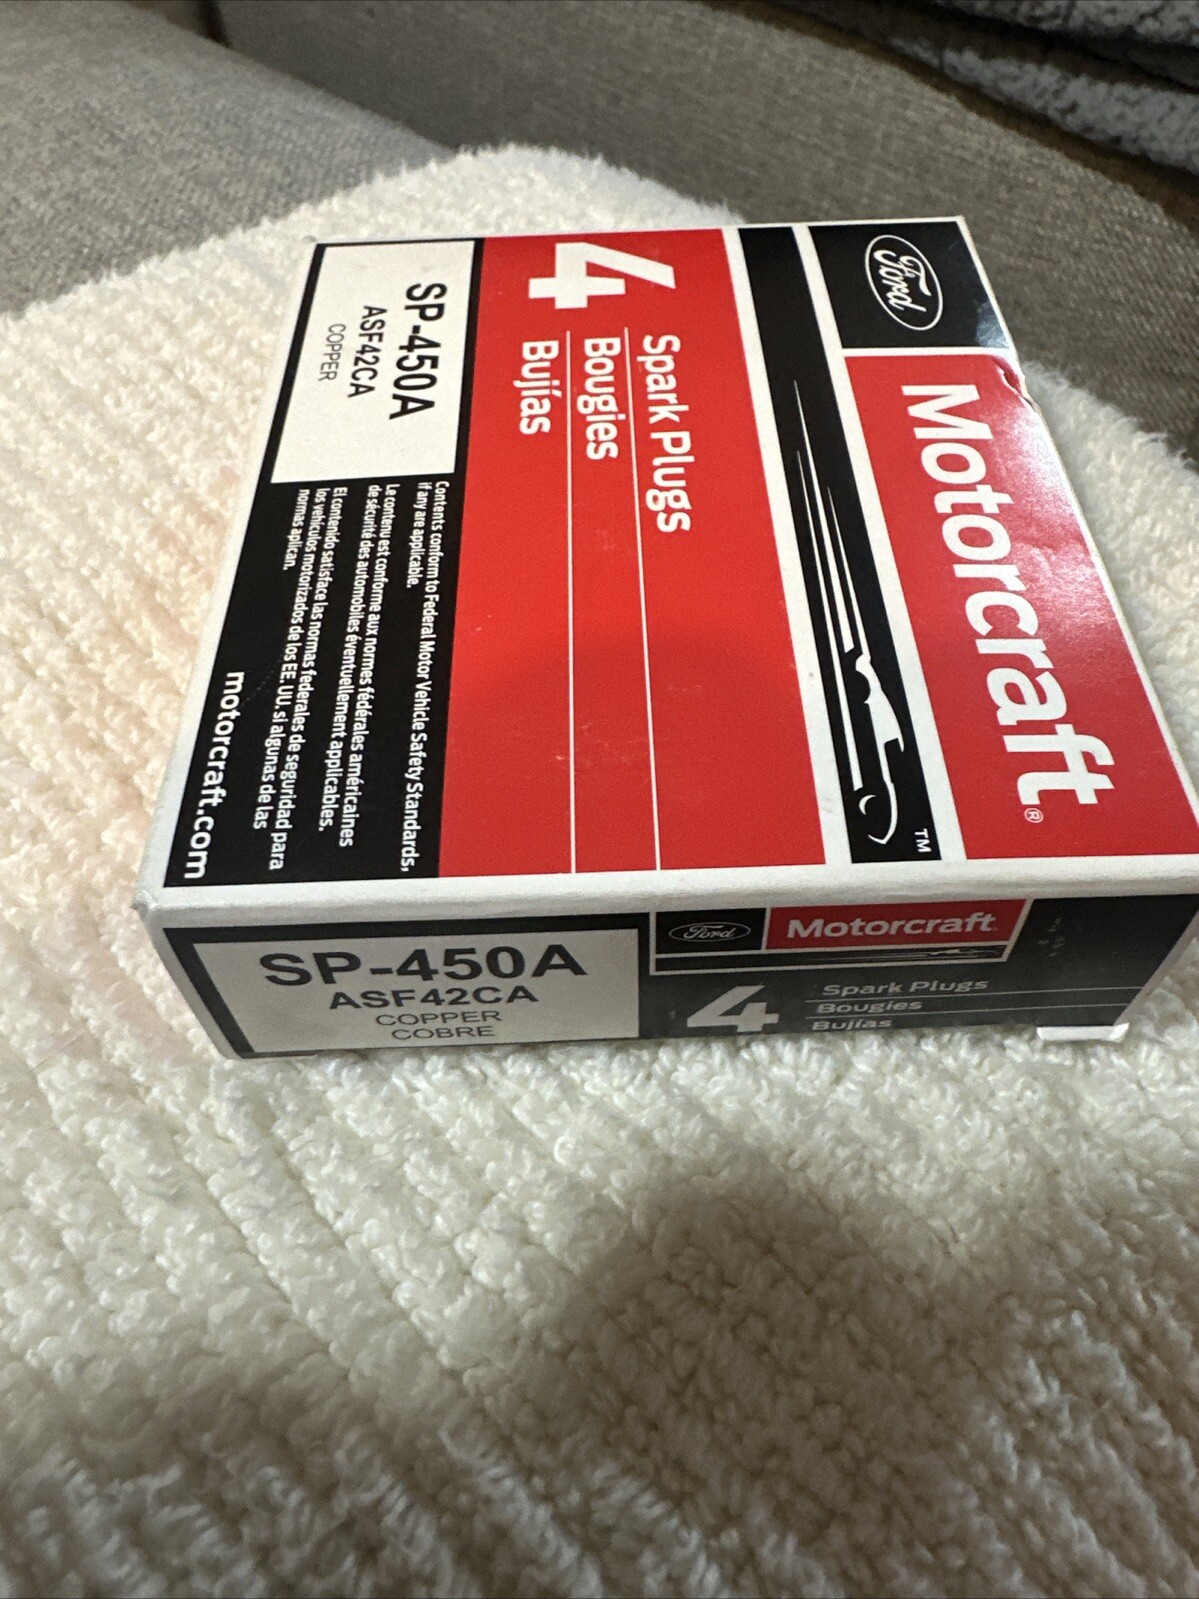 Ford
Motorcraft®
TM
4
Spark Plugs
Bougies
Bujías
SP-450A
ASF42CA
COPPER
Contents conform to Federal Motor Vehicle Safety Standards,
if any are applicable.
Le contenu est conforme aux normes fédérales américaines
de sécurité des automobiles éventuellement applicables.
El contenido satisface las normas federales de seguridad para
los vehículos motorizados de los EE. UU. si algunas de las
normas aplican.
motorcraft.com
SP-450A
ASF42CA
COPPER
COBRE
Ford
Motorcraft
4
Spark Plugs
Bougies
Bujías